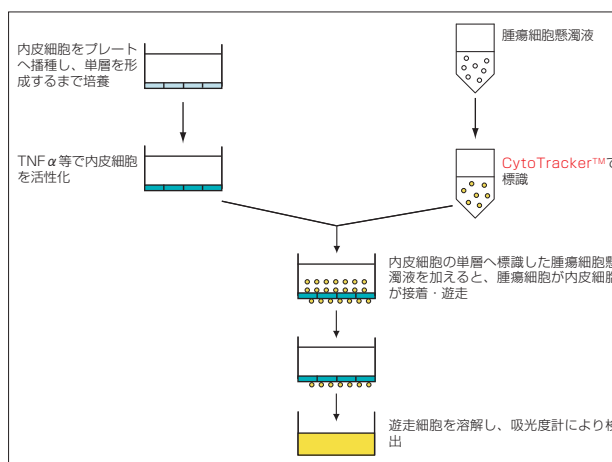 内皮細胞をプレート
へ播種し、単層を形
成するまで培養
腫瘍細胞懸濁液
TNFα等で内皮細胞
を活性化
CytoTracker™で
標識
内皮細胞の単層へ標識した腫瘍細胞懸
濁液を加えると、腫瘍細胞が内皮細胞
が接着・遊走
遊走細胞を溶解し、吸光度計により検
出